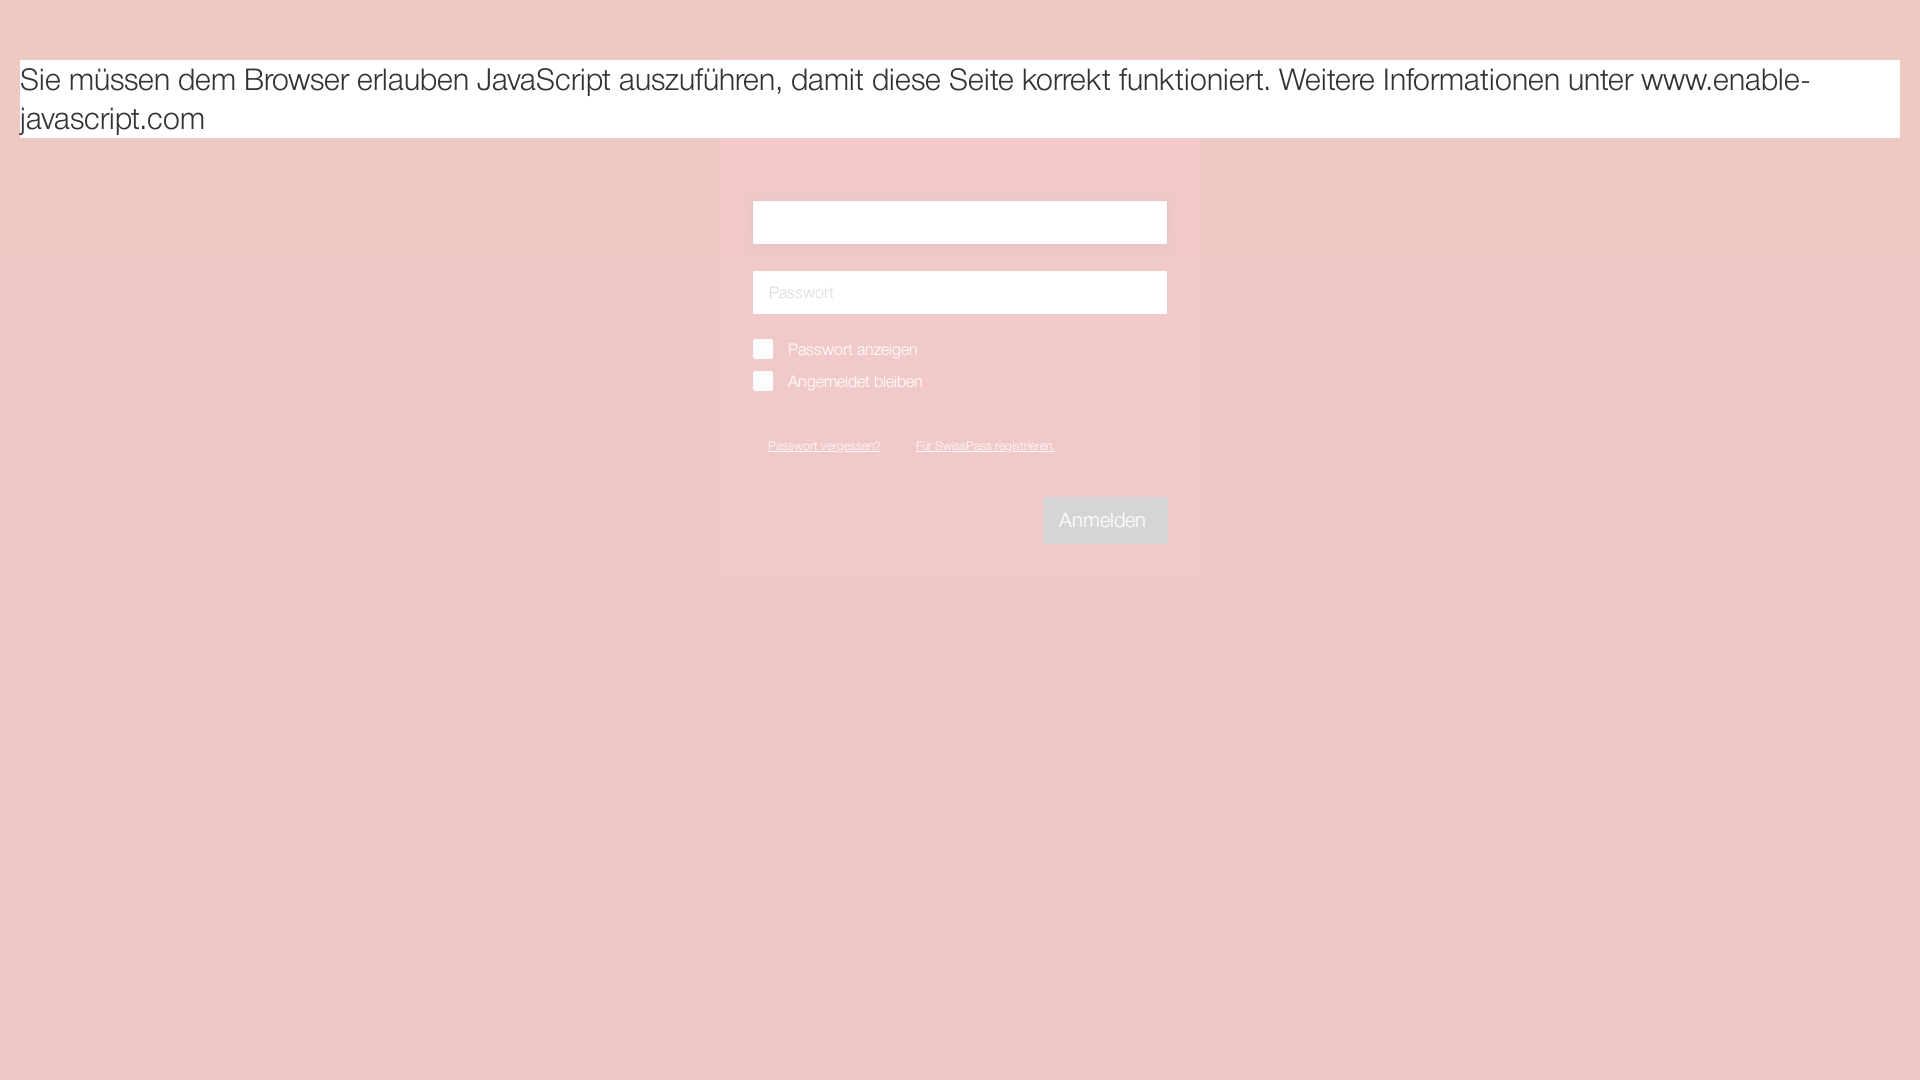 Sie müssen dem Browser erlauben JavaScript auszuführen, damit diese Seite korrekt funktioniert. Weitere Informationen unter www.enable-
javascript.com
Passwort
Passwort anzeigen
Angemeldet bleiben
Passwort vergessen? Für SwissPass registrieren.
Anmelden